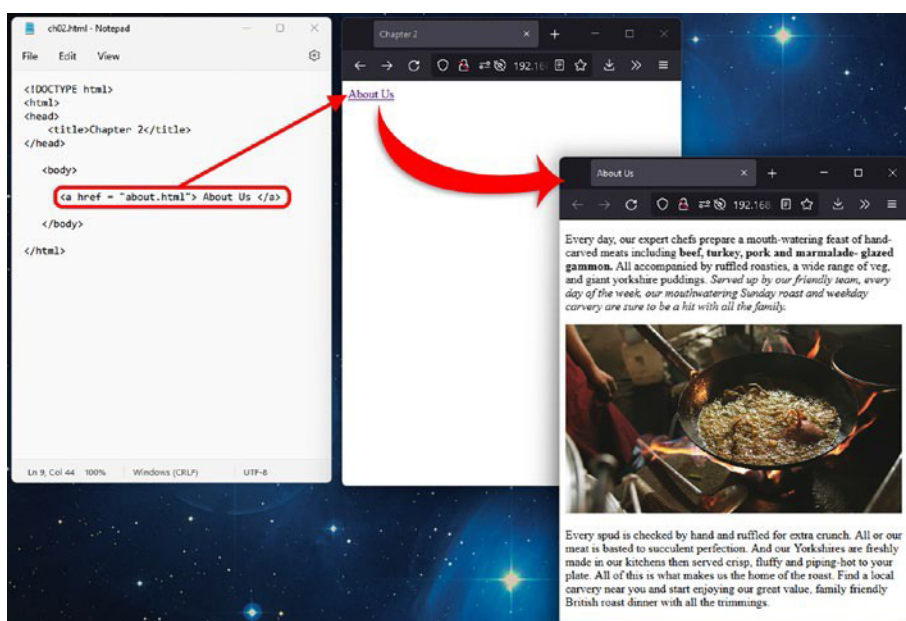 ch02.html - Notepad
File Edit View
<!DOCTYPE html>
<html>
<head>
<title>Chapter 2</title>
</head>
<body>
<a href = "about.html"> About Us </a>
</body>
</html>
Ln 9, Col 44 100% Windows (CRLF) UTF-8
Chapter 2
192.16
About Us
About Us
192.168
Every day, our expert chefs prepare a mouth-watering feast of hand-
carved meats including beef, turkey, pork and marmalade- glazed
gammon. All accompanied by ruffled roasties, a wide range of veg,
and giant yorkshire puddings. Served up by our friendly team, every
day of the week, our mouthwatering Sunday roast and weekday
carvery are sure to be a hit with all the family.
Every spud is checked by hand and ruffled for extra crunch. All or our
meat is basted to succulent perfection. And our Yorkshires are freshly
made in our kitchens then served crisp, fluffy and piping-hot to your
plate. All of this is what makes us the home of the roast. Find a local
carvery near you and start enjoying our great value, family friendly
British roast dinner with all the trimmings.